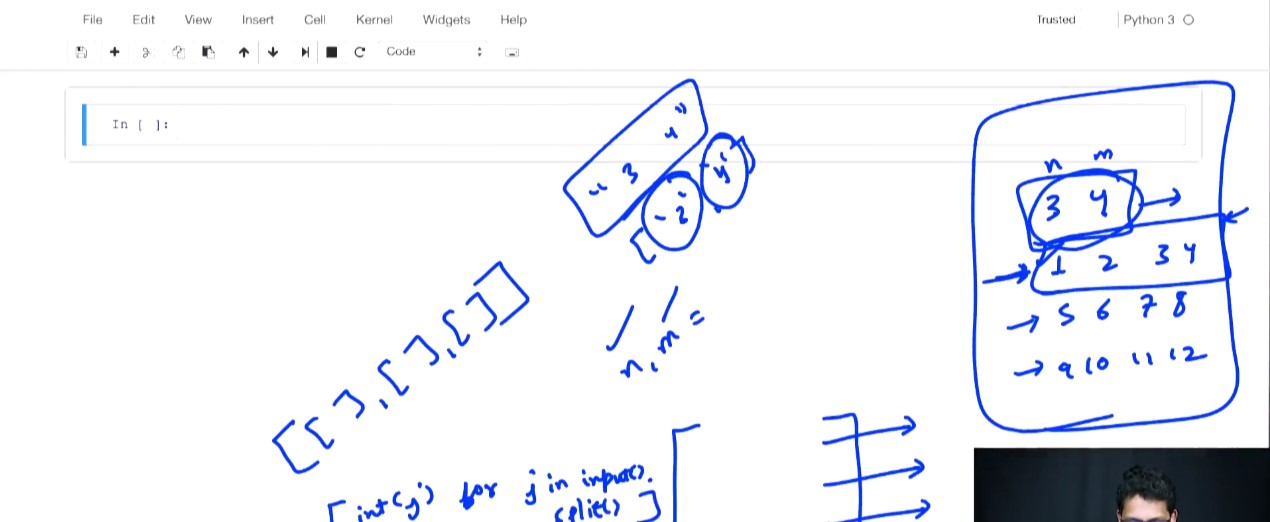 File Edit View Insert Cell Kernel Widgets Help
Trusted Python 3
Code
In [ ]:
" 3 4"
n m
3 4
1 2 3 4
5 6 7 8
9 10 11 12
n, m =
[[ ], [ ], [ ]]
[int(j) for j in input().
split()]